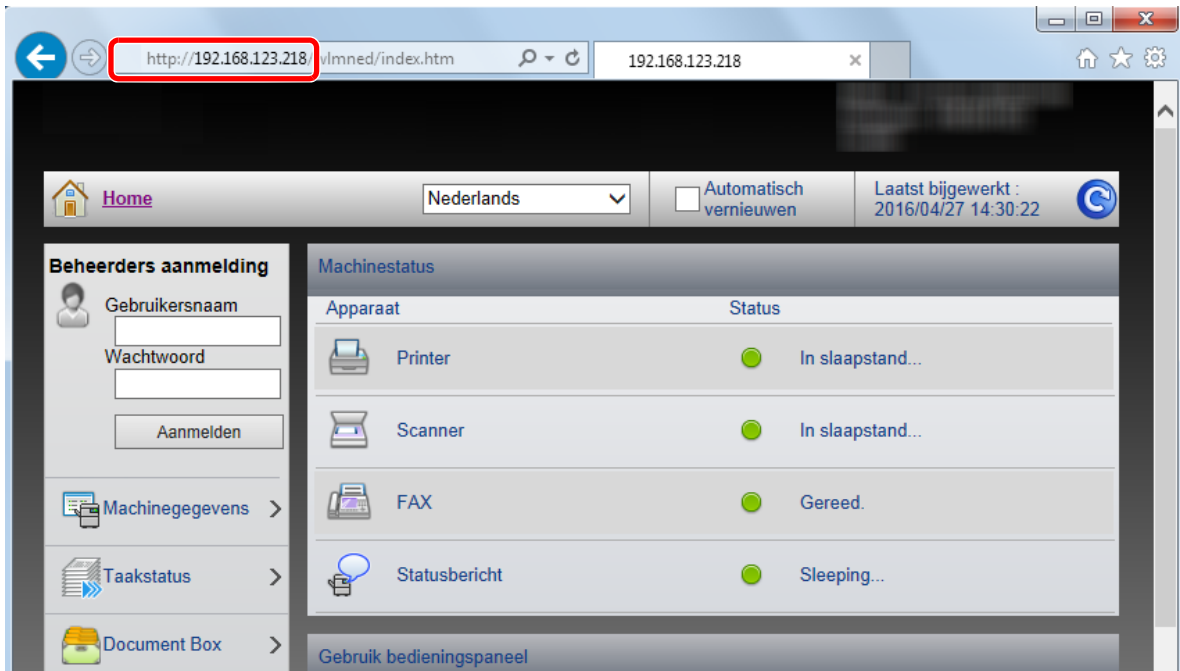 http://192.168.123.218/wlmned/index.htm
192.168.123.218
Home
Nederlands
Automatisch
vernieuwen
Laatst bijgewerkt :
2016/04/27 14:30:22
Beheerders aanmelding
Gebruikersnaam
Wachtwoord
Aanmelden
Machinegegevens
Taakstatus
Document Box
Machinestatus
Apparaat Status
Printer In slaapstand...
Scanner In slaapstand...
FAX Gereed.
Statusbericht Sleeping...
Gebruik bedieningspaneel